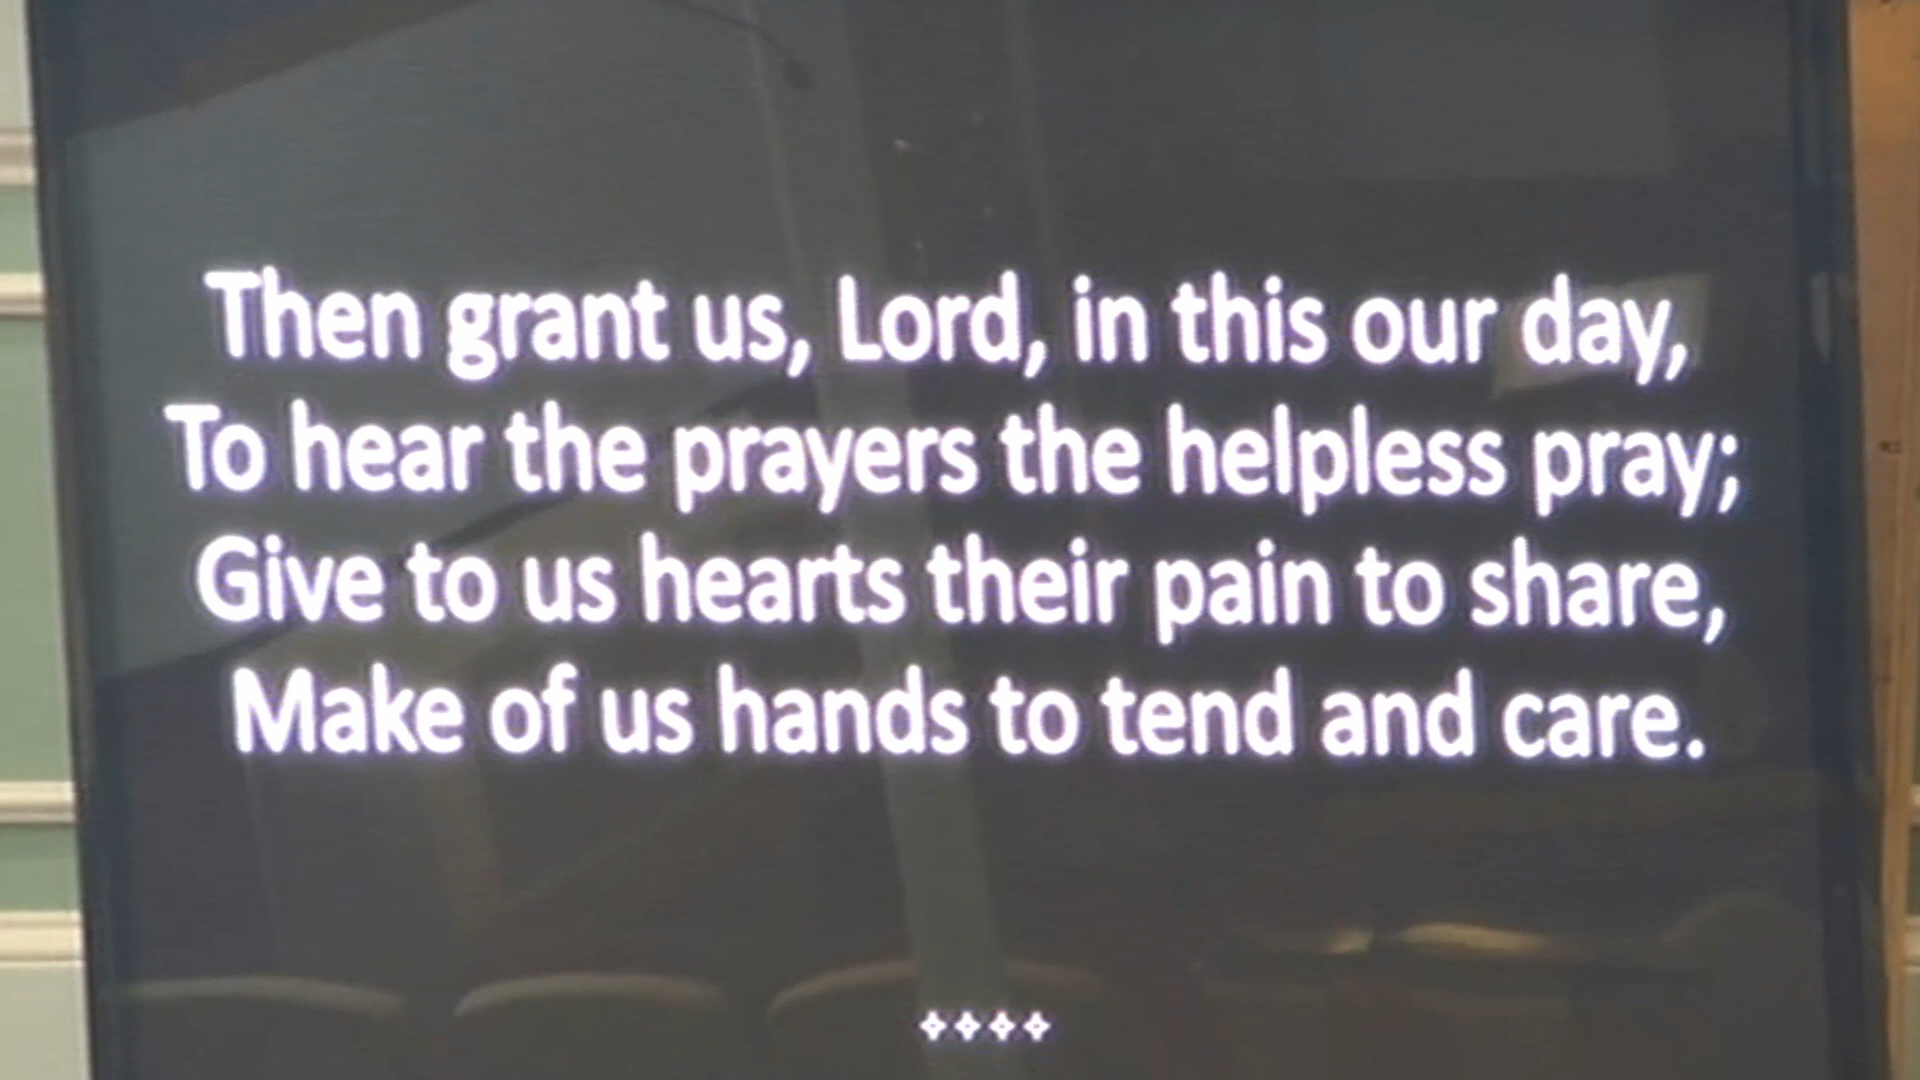 Then grant us, Lord, in this our day,
To hear the prayers the helpless pray;
Give to us hearts their pain to share,
Make of us hands to tend and care.